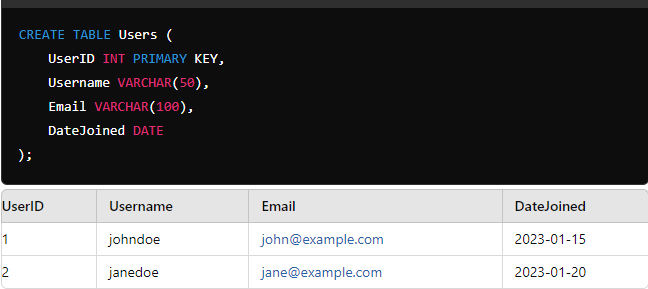 CREATE TABLE Users (
    UserID INT PRIMARY KEY,
    Username VARCHAR(50),
    Email VARCHAR(100),
    DateJoined DATE
);
UserID Username Email DateJoined
1 johndoe john@example.com 2023-01-15
2 janedoe jane@example.com 2023-01-20